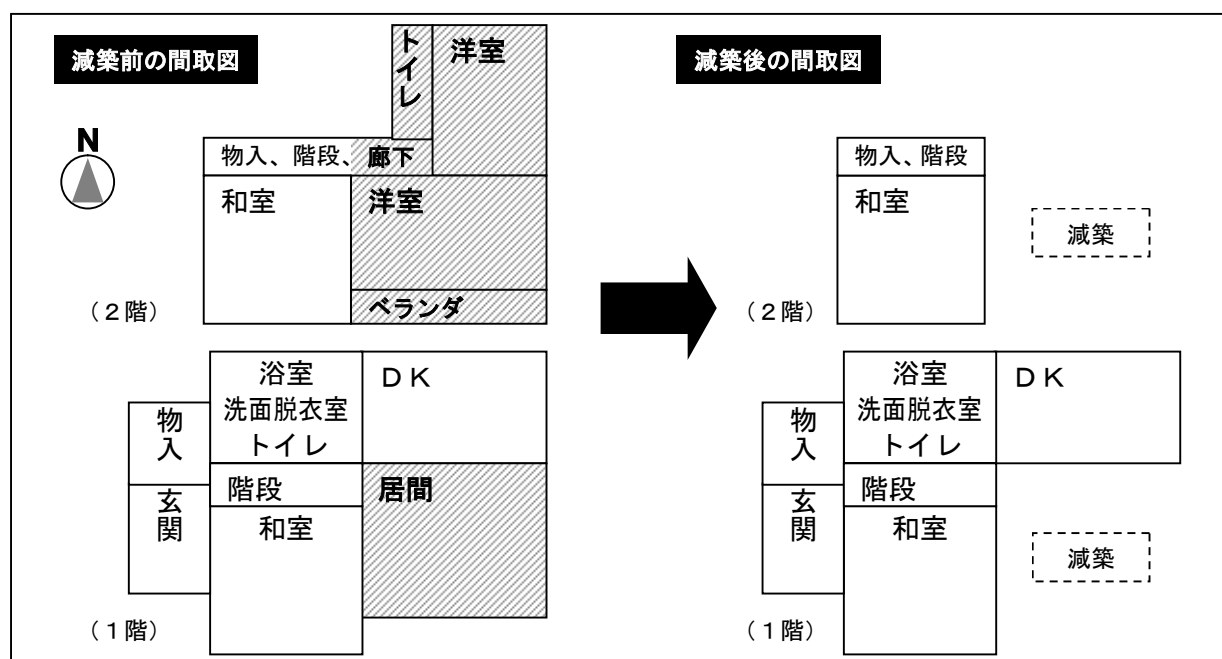 減築前の間取図
N
トイレ
洋室
物入、階段、廊下
和室
洋室
ベランダ
（２階）
浴室
洗面脱衣室
トイレ
ＤＫ
物入
玄関
階段
居間
和室
（１階）
減築後の間取図
物入、階段
和室
減築
（２階）
浴室
洗面脱衣室
トイレ
ＤＫ
物入
玄関
階段
和室
減築
（１階）